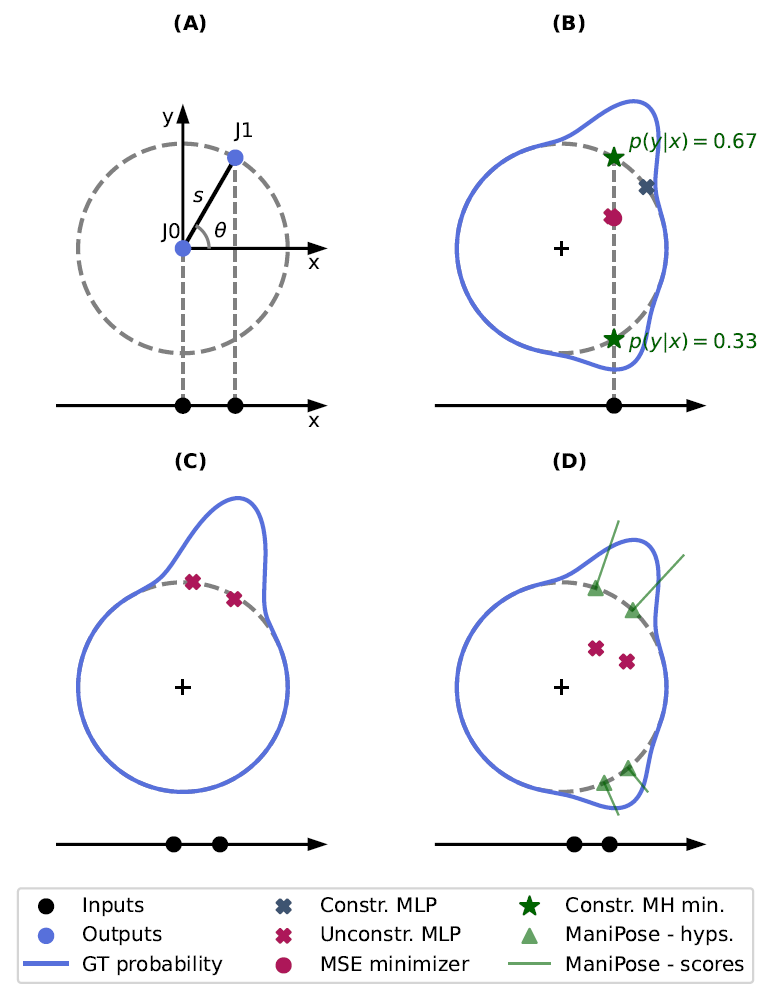 (A)
(B)
y
J1
s
J0
θ
x
x
p(y|x) = 0.67
p(y|x) = 0.33
(C)
(D)
Inputs
Outputs
GT probability
Constr. MLP
Unconstr. MLP
MSE minimizer
Constr. MH min.
ManiPose - hyps.
ManiPose - scores